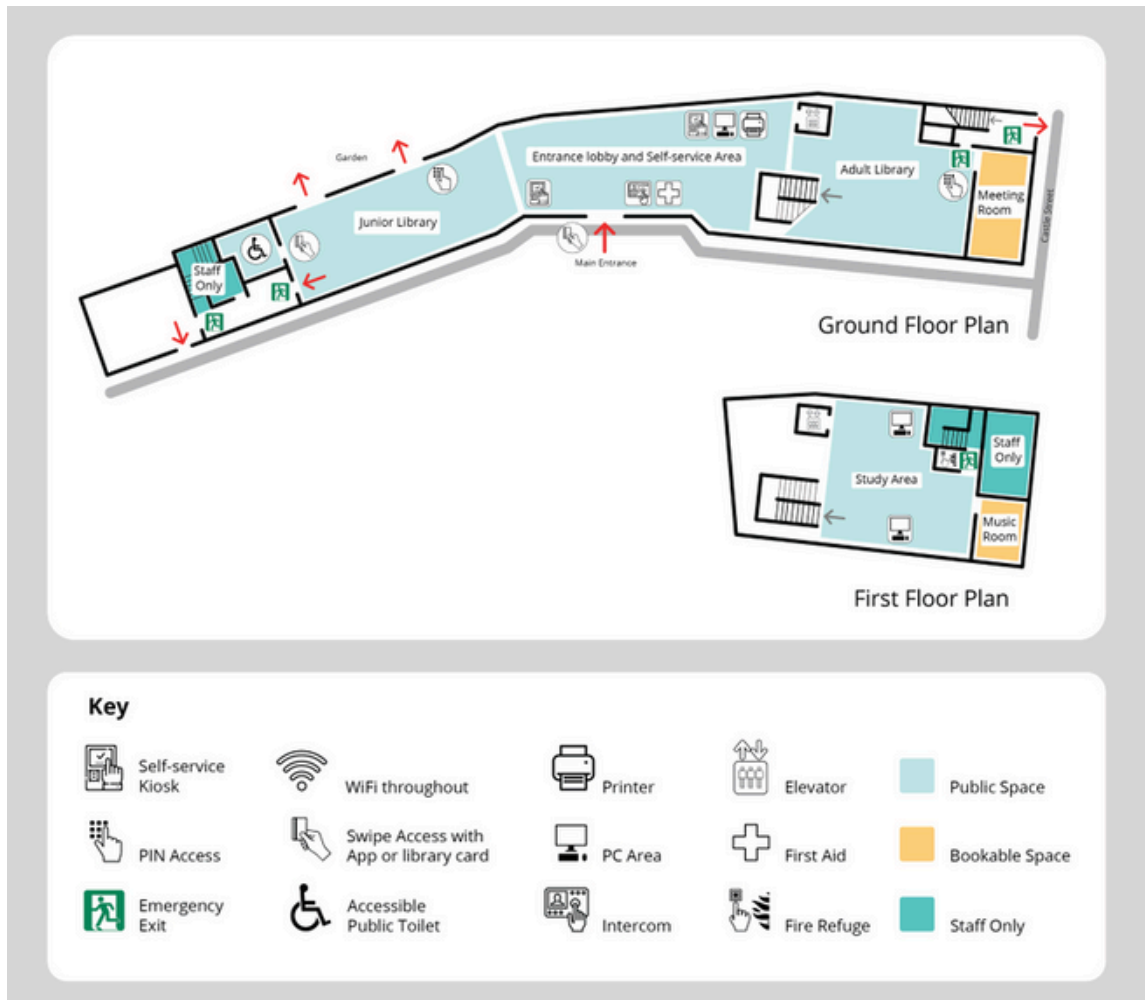 Garden
Entrance lobby and Self-service Area
Adult Library
Junior Library
Meeting
Room
Castle Street
Staff
Only
Main Entrance
Ground Floor Plan
Staff
Only
Study Area
Music
Room
First Floor Plan
Key
Self-service
Kiosk
WiFi throughout
Printer
Elevator
Public Space
PIN Access
Swipe Access with
App or library card
PC Area
First Aid
Bookable Space
Emergency
Exit
Accessible
Public Toilet
Intercom
Fire Refuge
Staff Only